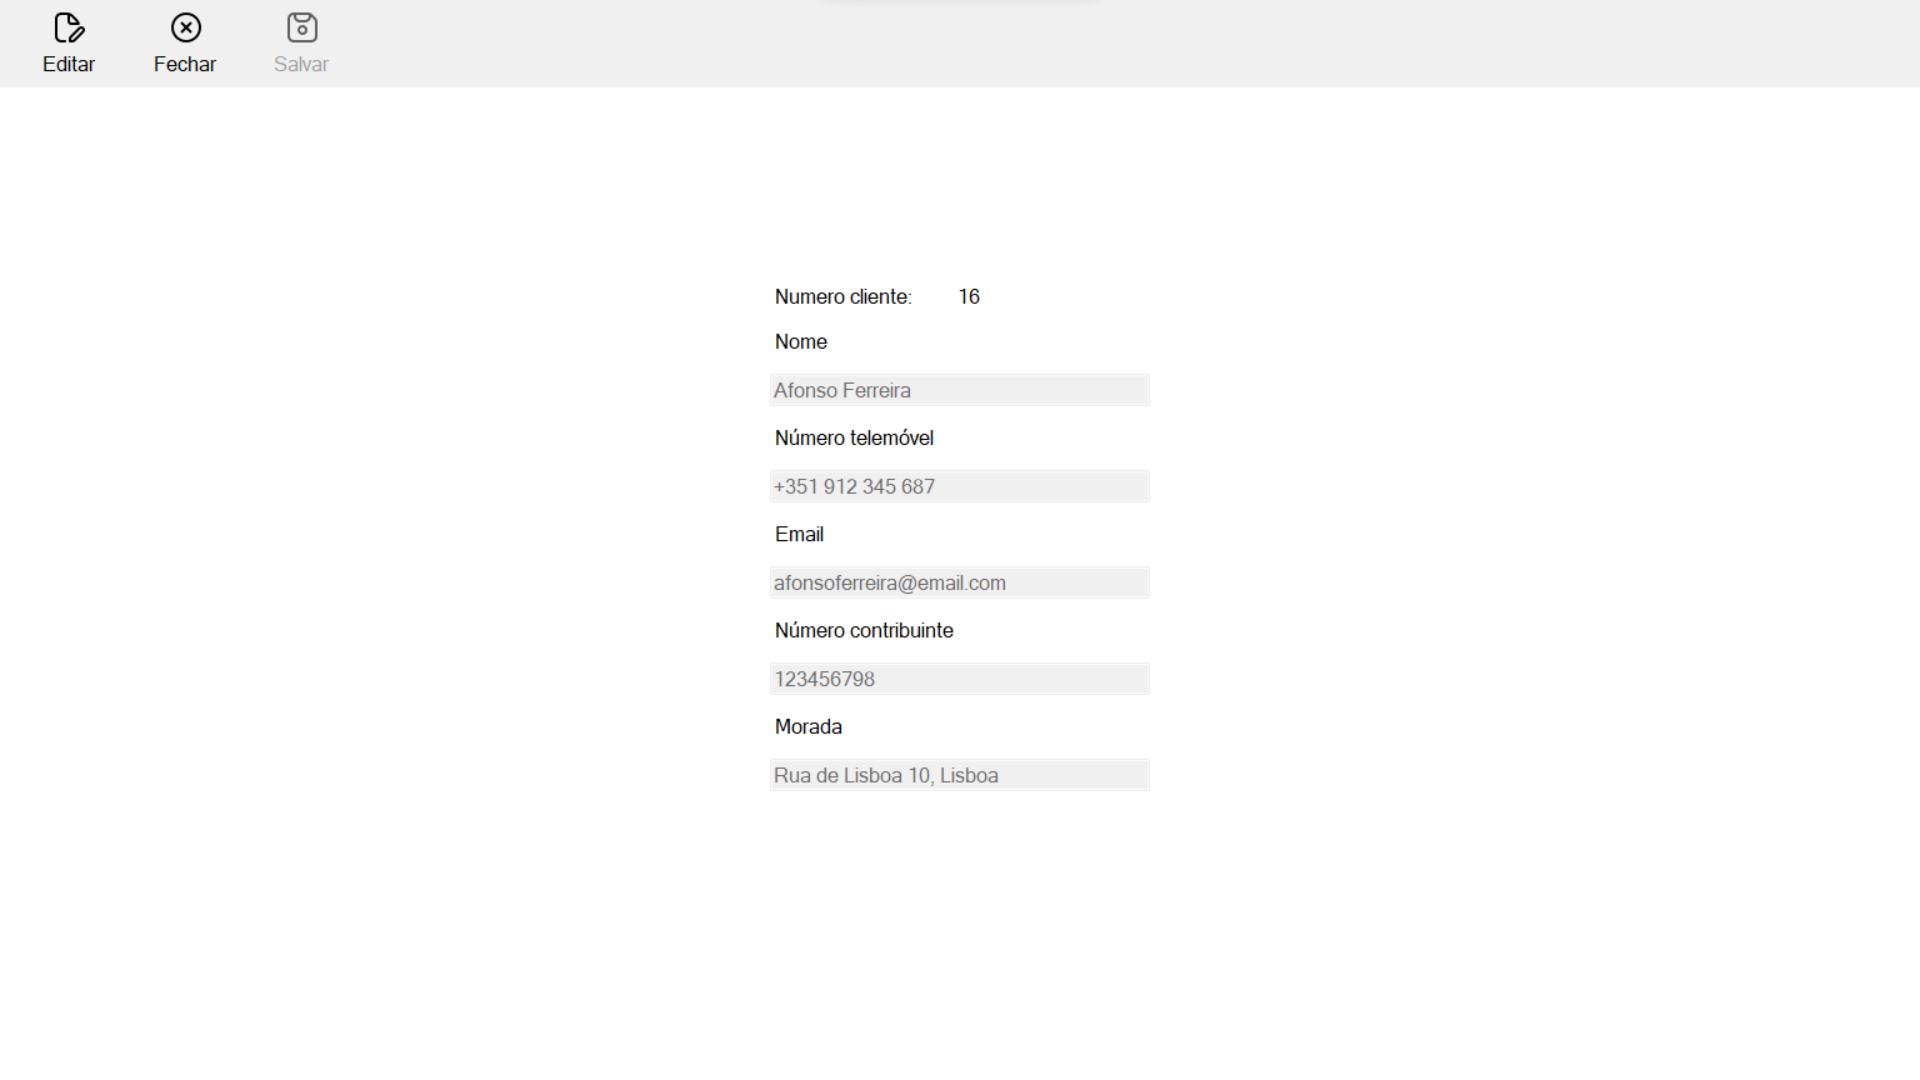 Editar Fechar Salvar
Numero cliente: 16
Nome
Afonso Ferreira
Número telemóvel
+351 912 345 687
Email
afonsoferreira@email.com
Número contribuinte
123456798
Morada
Rua de Lisboa 10, Lisboa